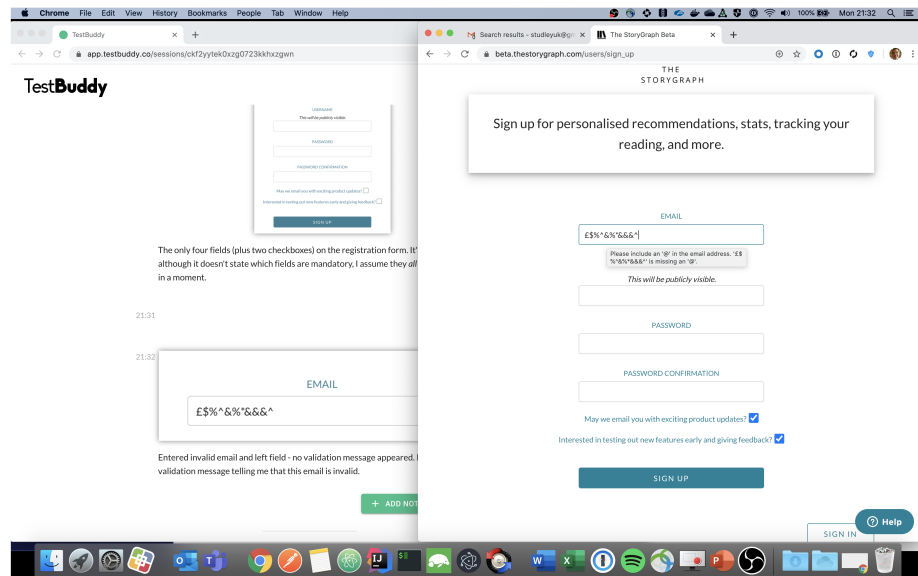 Chrome File Edit View History Bookmarks People Tab Window Help
100% Mon 21:32
TestBuddy
app.testbuddy.co/sessions/ckf2yytek0xzg0723kkhxzgwn
TestBuddy
USERNAME
This will be publicly visible.
PASSWORD
PASSWORD CONFIRMATION
May we email you with exciting product updates?
Interested in testing out new features early and giving feedback?
SIGN UP
The only four fields (plus two checkboxes) on the registration form. It'
although it doesn't state which fields are mandatory, I assume they all
in a moment.
21:31
21:32
EMAIL
£$%^&%*&&&^
Entered invalid email and left field - no validation message appeared.
validation message telling me that this email is invalid.
+ ADD NOT
Search results - studleyuk@gm
The StoryGraph Beta
beta.thestorygraph.com/users/sign_up
THE
STORYGRAPH
Sign up for personalised recommendations, stats, tracking your
reading, and more.
EMAIL
£$%^&%*&&&^
Please include an '@' in the email address. '£$
%^&%*&&&^' is missing an '@'.
This will be publicly visible.
PASSWORD
PASSWORD CONFIRMATION
May we email you with exciting product updates?
Interested in testing out new features early and giving feedback?
SIGN UP
Help
SIGN IN